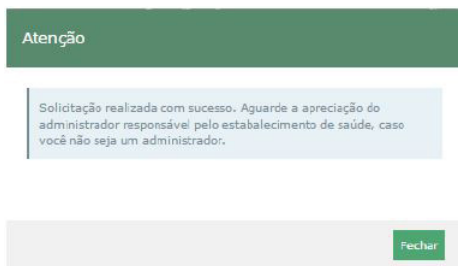 Atenção
Solicitação realizada com sucesso. Aguarde a apreciação do
administrador responsável pelo estabalecimento de saúde, caso
você não seja um administrador.
Fechar